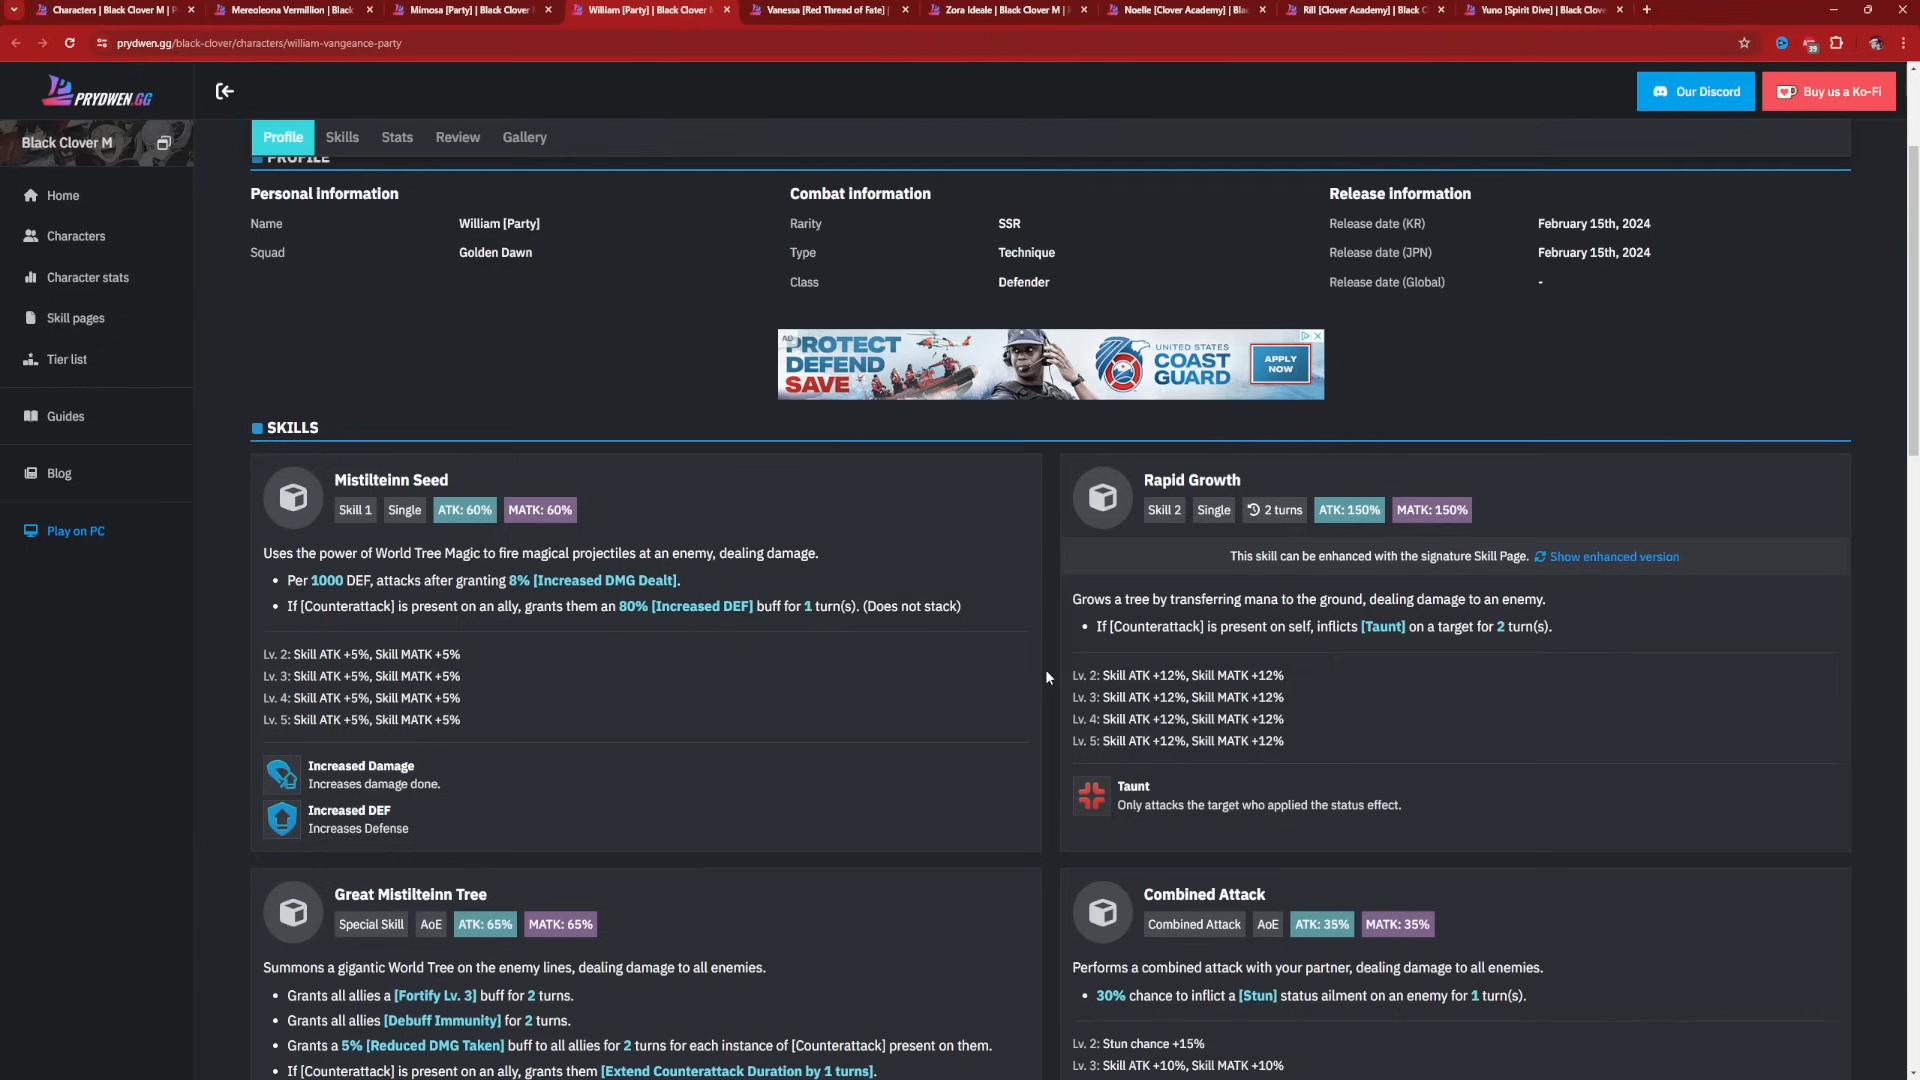 Characters | Black Clover M | P
Mereoleona Vermillion | Black
Mimosa [Party] | Black Clover
William [Party] | Black Clover
Vanessa [Red Thread of Fate] |
Zora Ideale | Black Clover M |
Noelle [Clover Academy] | Bla
Rill [Clover Academy] | Black C
Yuno [Spirit Dive] | Black Clove
prydwen.gg/black-clover/characters/william-vangeance-party
39
PRYDWEN.GG
Our Discord
Buy us a Ko-Fi
Black Clover M
Home
Characters
Character stats
Skill pages
Tier list
Guides
Blog
Play on PC
Profile
Skills
Stats
Review
Gallery
PROFILE
Personal information
Name William [Party]
Squad Golden Dawn
Combat information
Rarity SSR
Type Technique
Class Defender
Release information
Release date (KR) February 15th, 2024
Release date (JPN) February 15th, 2024
Release date (Global) -
AD
PROTECT
DEFEND
SAVE
UNITED STATES
COAST
GUARD
APPLY
NOW
SKILLS
Mistilteinn Seed
Skill 1 Single ATK: 60% MATK: 60%
Uses the power of World Tree Magic to fire magical projectiles at an enemy, dealing damage.
• Per 1000 DEF, attacks after granting 8% [Increased DMG Dealt].
• If [Counterattack] is present on an ally, grants them an 80% [Increased DEF] buff for 1 turn(s). (Does not stack)
Lv. 2: Skill ATK +5%, Skill MATK +5%
Lv. 3: Skill ATK +5%, Skill MATK +5%
Lv. 4: Skill ATK +5%, Skill MATK +5%
Lv. 5: Skill ATK +5%, Skill MATK +5%
Increased Damage
Increases damage done.
Increased DEF
Increases Defense
Rapid Growth
Skill 2 Single 2 turns ATK: 150% MATK: 150%
This skill can be enhanced with the signature Skill Page. Show enhanced version
Grows a tree by transferring mana to the ground, dealing damage to an enemy.
• If [Counterattack] is present on self, inflicts [Taunt] on a target for 2 turn(s).
Lv. 2: Skill ATK +12%, Skill MATK +12%
Lv. 3: Skill ATK +12%, Skill MATK +12%
Lv. 4: Skill ATK +12%, Skill MATK +12%
Lv. 5: Skill ATK +12%, Skill MATK +12%
Taunt
Only attacks the target who applied the status effect.
Great Mistilteinn Tree
Special Skill AoE ATK: 65% MATK: 65%
Summons a gigantic World Tree on the enemy lines, dealing damage to all enemies.
• Grants all allies a [Fortify Lv. 3] buff for 2 turns.
• Grants all allies [Debuff Immunity] for 2 turns.
• Grants a 5% [Reduced DMG Taken] buff to all allies for 2 turns for each instance of [Counterattack] present on them.
• If [Counterattack] is present on an ally, grants them [Extend Counterattack Duration by 1 turns].
Combined Attack
Combined Attack AoE ATK: 35% MATK: 35%
Performs a combined attack with your partner, dealing damage to all enemies.
• 30% chance to inflict a [Stun] status ailment on an enemy for 1 turn(s).
Lv. 2: Stun chance +15%
Lv. 3: Skill ATK +10%, Skill MATK +10%